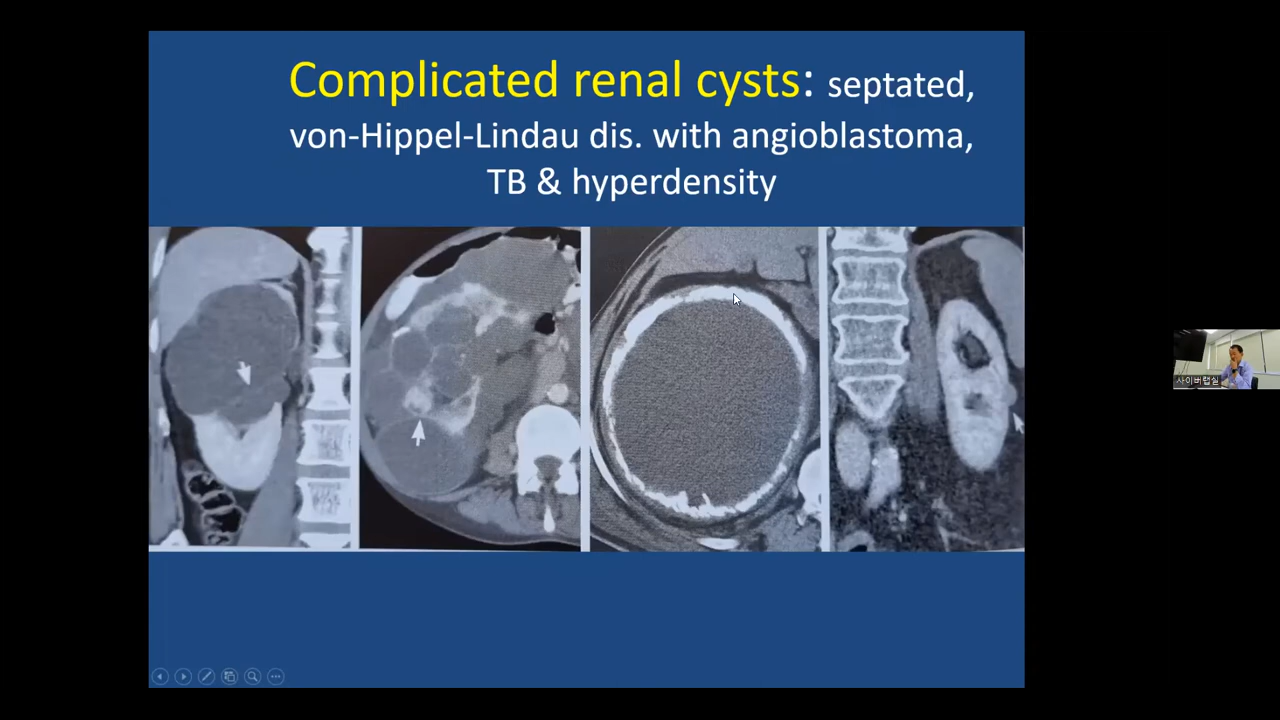 Complicated renal cysts: septated,
von-Hippel-Lindau dis. with angioblastoma,
TB & hyperdensity
사이버랩실